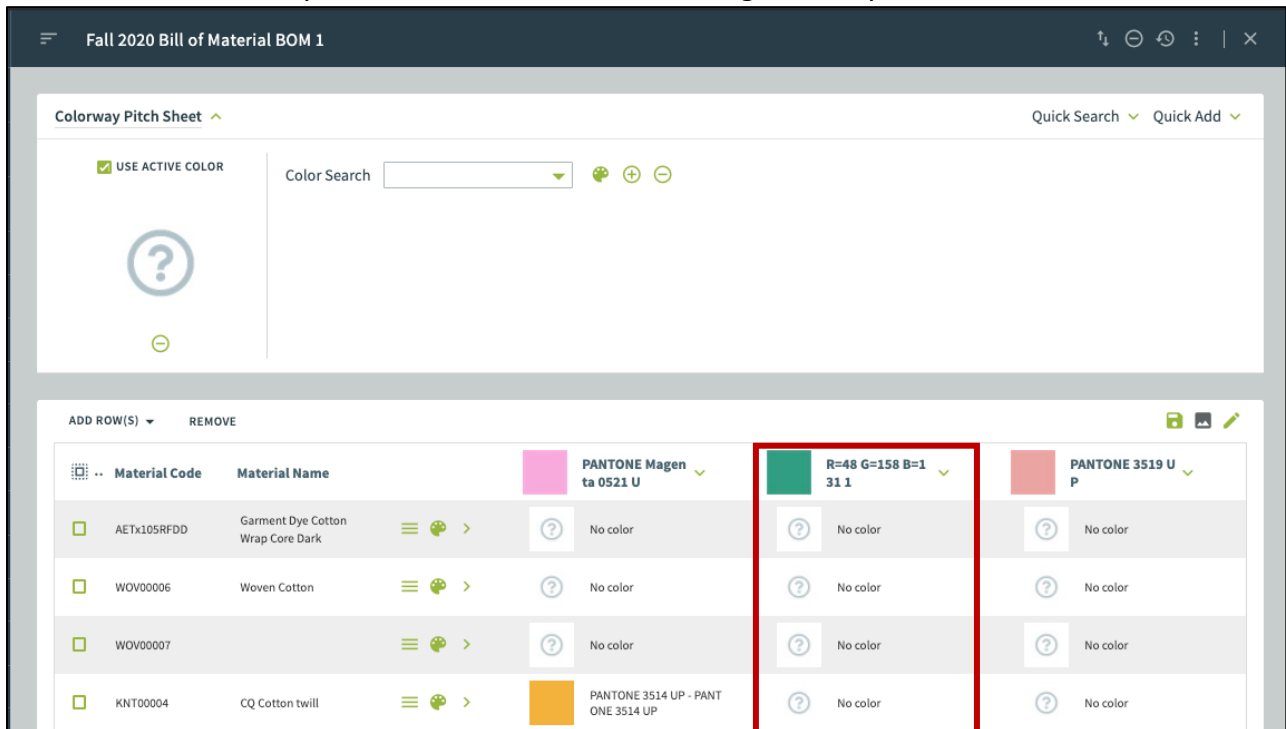 Fall 2020 Bill of Material BOM 1
Colorway Pitch Sheet
Quick Search Quick Add
USE ACTIVE COLOR
Color Search
ADD ROW(S) REMOVE
.. Material Code Material Name PANTONE Magen R=48 G=158 B=1 PANTONE 3519 U
ta 0521 U 31 1 P
AETx105RFDD Garment Dye Cotton No color No color No color
Wrap Core Dark
WOV00006 Woven Cotton No color No color No color
WOV00007 No color No color No color
KNT00004 CQ Cotton twill PANTONE 3514 UP - PANT No color No color
ONE 3514 UP